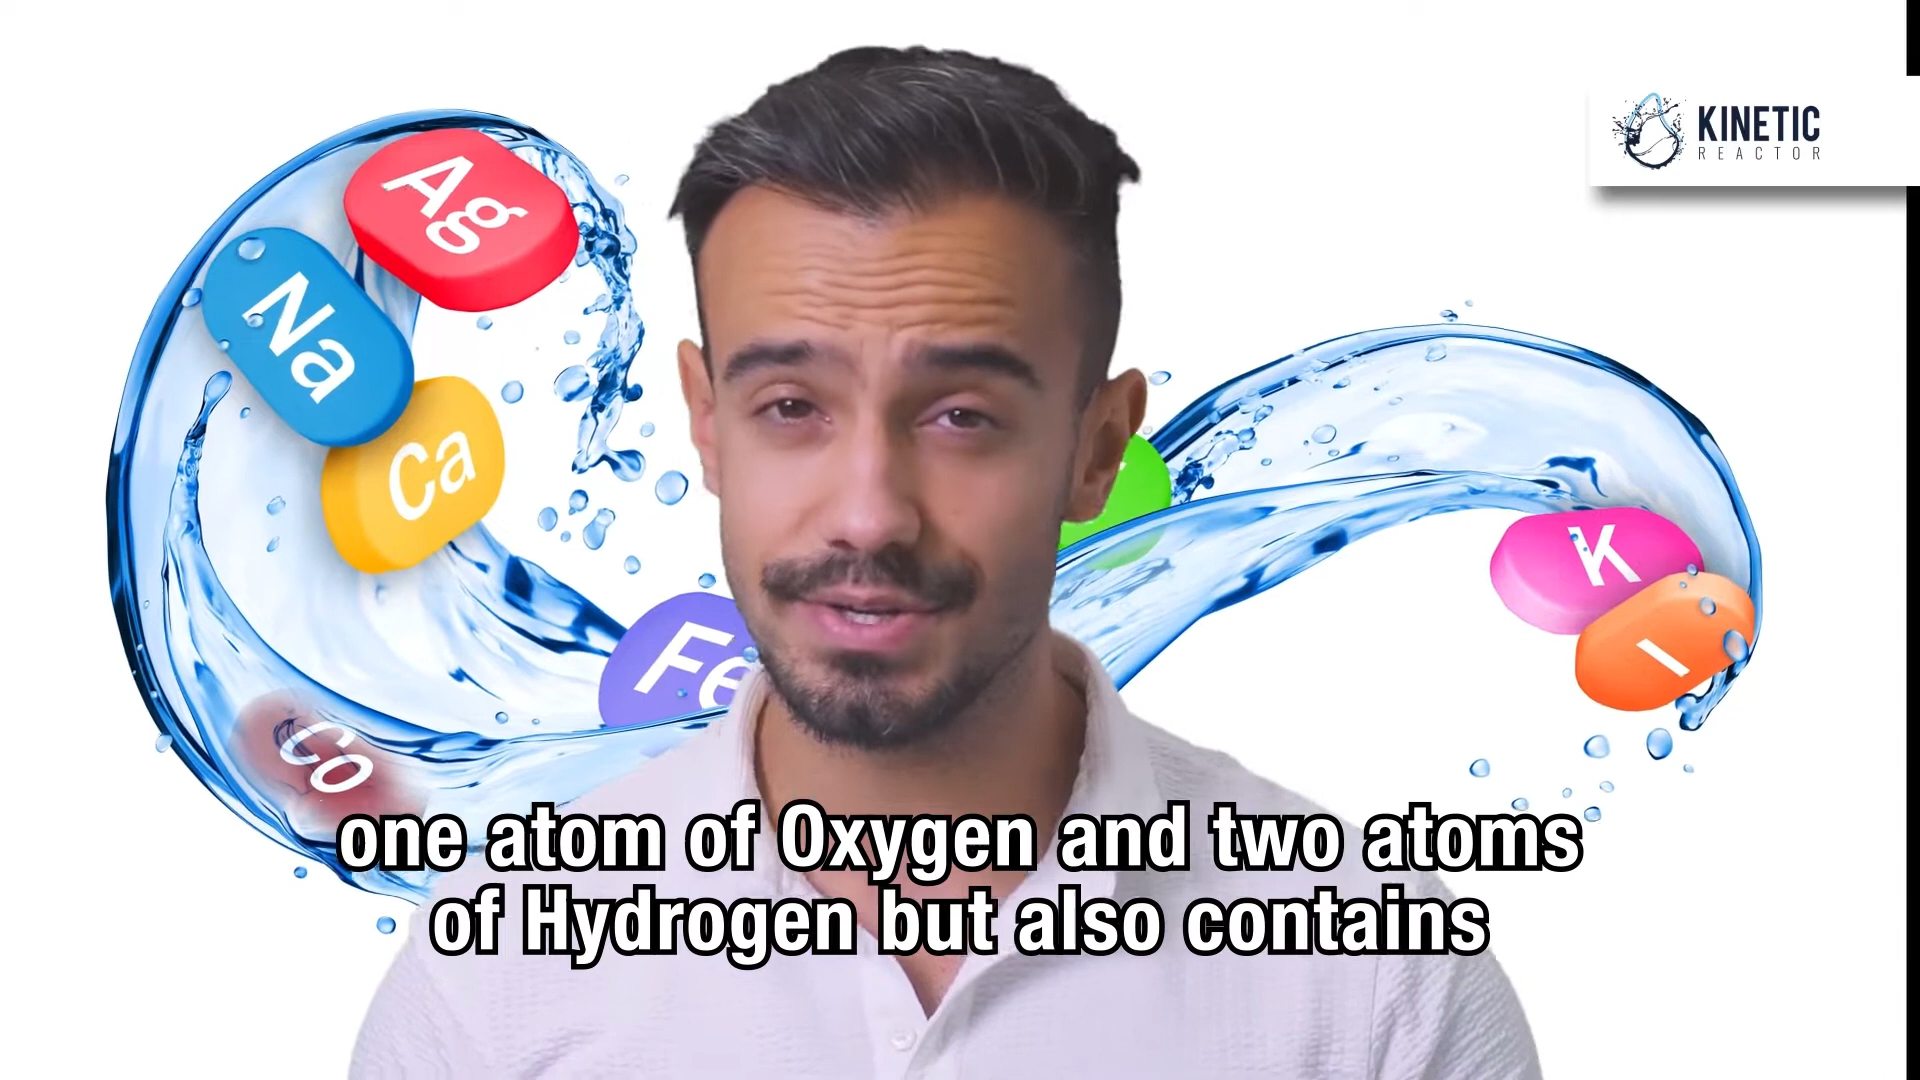 KINETIC
REACTOR
Ag
Na
Ca
Fe
Co
K
I
one atom of Oxygen and two atoms
of Hydrogen but also contains